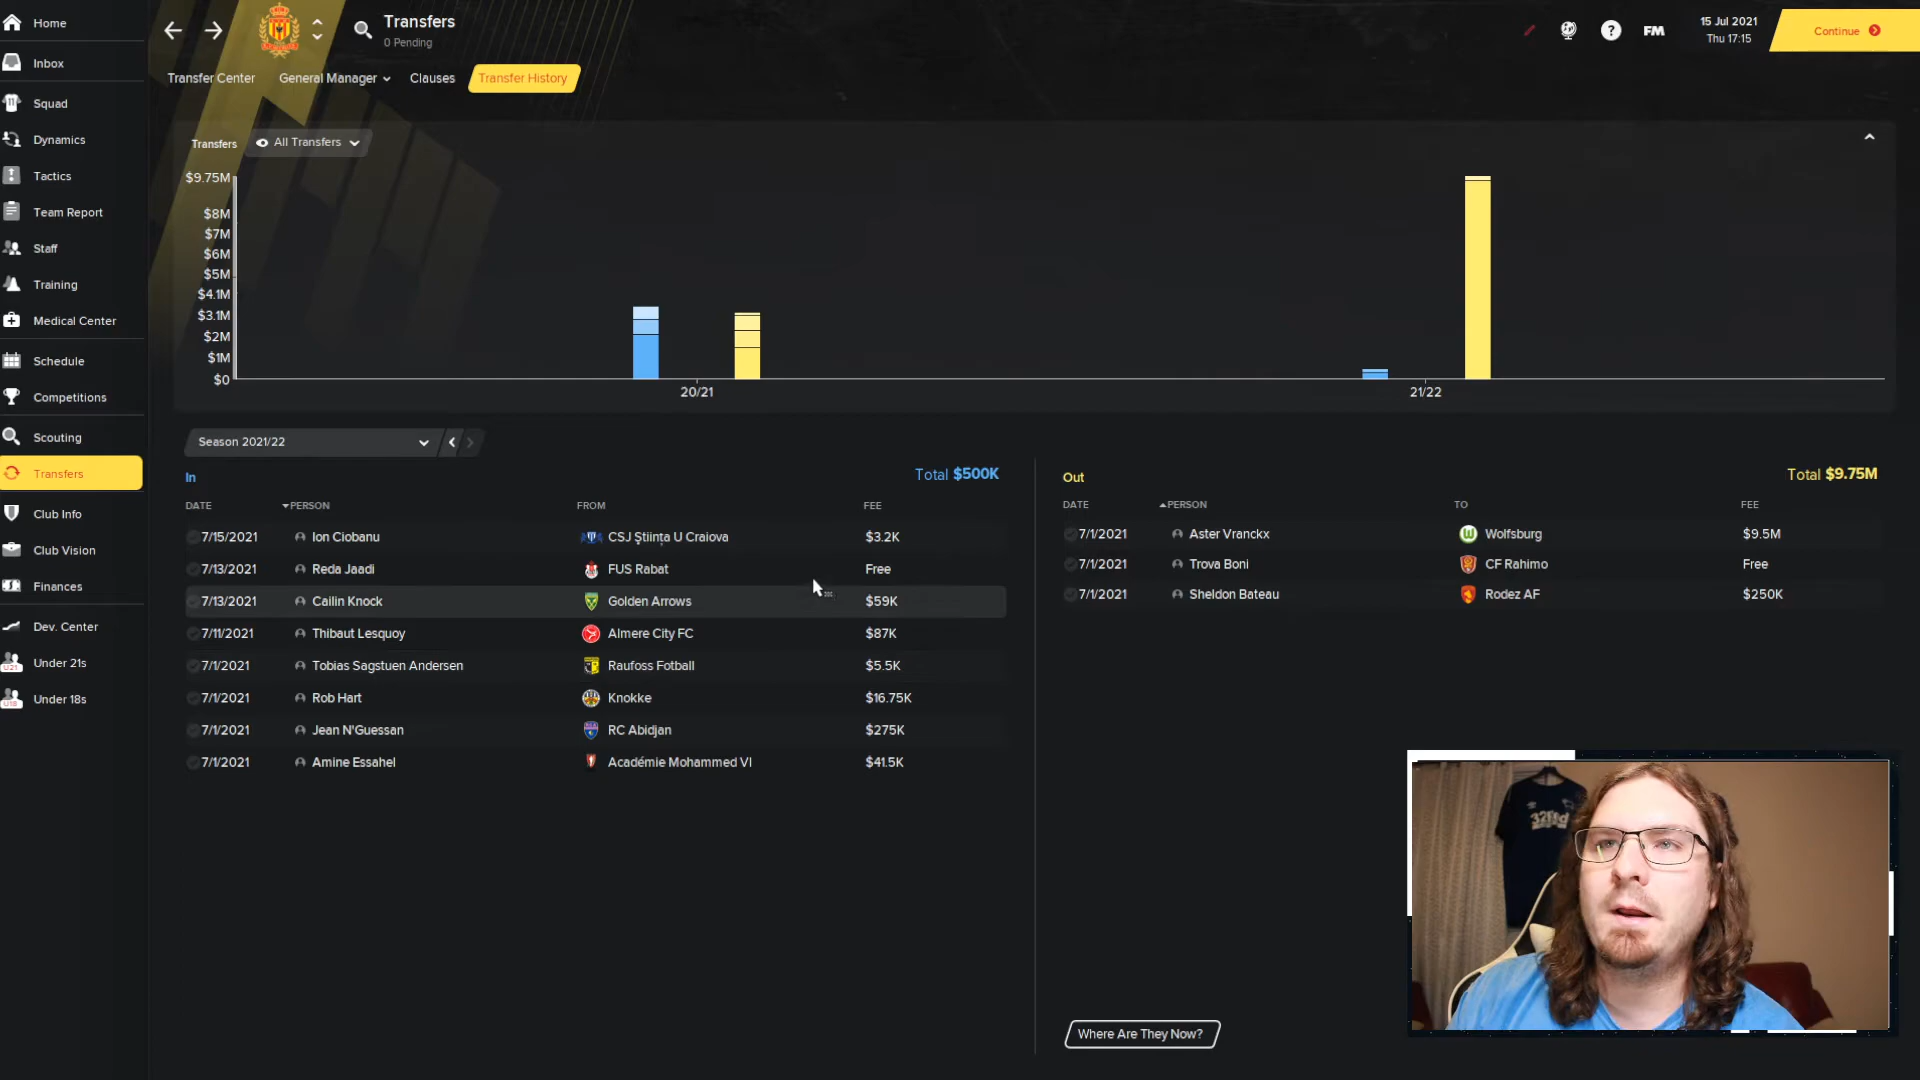 Home
Inbox
Squad
Dynamics
Tactics
Team Report
Staff
Training
Medical Center
Schedule
Competitions
Scouting
Transfers
Club Info
Club Vision
Finances
Dev. Center
Under 21s
Under 18s
Transfers
0 Pending
FM
15 Jul 2021
Thu 17:15
Continue
Transfer Center
General Manager
Clauses
Transfer History
Transfers
All Transfers
$9.75M
$8M
$7M
$6M
$5M
$4.1M
$3.1M
$2M
$1M
$0
20/21
21/22
Season 2021/22
In
Total $500K
DATE PERSON FROM FEE
7/15/2021 Ion Ciobanu CSJ Ştiinţa U Craiova $3.2K
7/13/2021 Reda Jaadi FUS Rabat Free
7/13/2021 Cailin Knock Golden Arrows $59K
7/11/2021 Thibaut Lesquoy Almere City FC $87K
7/1/2021 Tobias Sagstuen Andersen Raufoss Fotball $5.5K
7/1/2021 Rob Hart Knokke $16.75K
7/1/2021 Jean N'Guessan RC Abidjan $275K
7/1/2021 Amine Essahel Académie Mohammed VI $41.5K
Out
Total $9.75M
DATE PERSON TO FEE
7/1/2021 Aster Vranckx Wolfsburg $9.5M
7/1/2021 Trova Boni CF Rahimo Free
7/1/2021 Sheldon Bateau Rodez AF $250K
Where Are They Now?